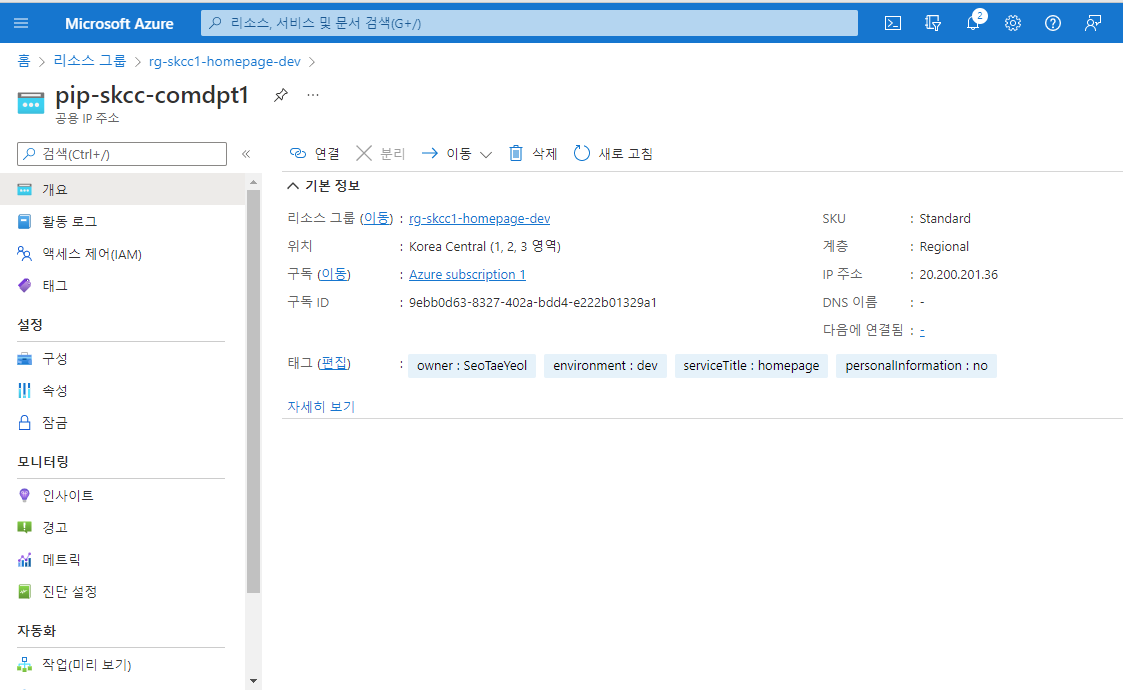 Microsoft Azure
리소스, 서비스 및 문서 검색(G+/)
2
홈 > 리소스 그룹 > rg-skcc1-homepage-dev >
pip-skcc-comdpt1
공용 IP 주소
검색(Ctrl+/)
개요
활동 로그
액세스 제어(IAM)
태그
설정
구성
속성
잠금
모니터링
인사이트
경고
메트릭
진단 설정
자동화
작업(미리 보기)
연결 분리 이동 삭제 새로 고침
기본 정보
리소스 그룹 (이동) : rg-skcc1-homepage-dev
위치 : Korea Central (1, 2, 3 영역)
구독 (이동) : Azure subscription 1
구독 ID : 9ebb0d63-8327-402a-bdd4-e222b01329a1
SKU : Standard
계층 : Regional
IP 주소 : 20.200.201.36
DNS 이름 : -
다음에 연결됨 : -
태그 (편집) : owner : SeoTaeYeol environment : dev serviceTitle : homepage personalInformation : no
자세히 보기